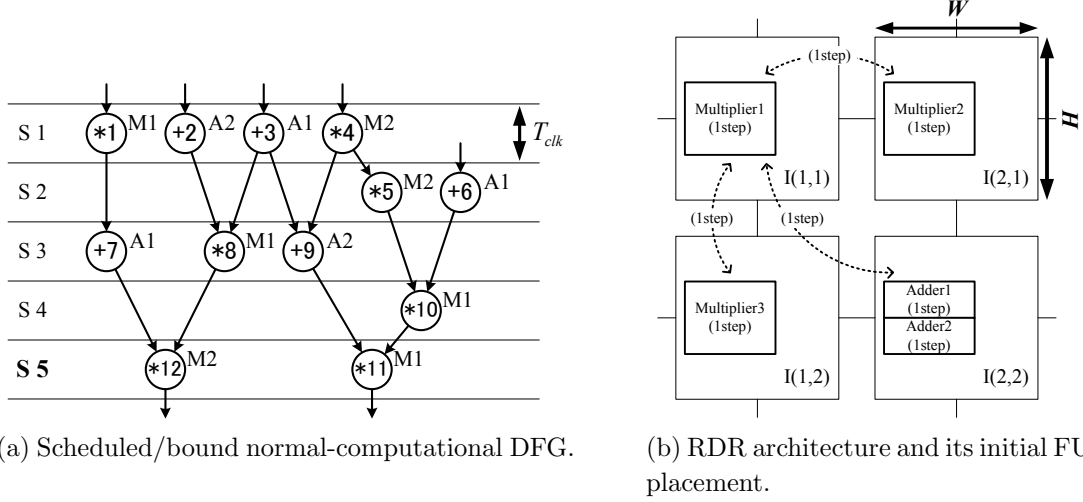 S 1
*1 M1
+2 A2
+3 A1
*4 M2
T_clk
S 2
*5 M2
+6 A1
S 3
+7 A1
*8 M1
+9 A2
S 4
*10 M1
S 5
*12 M2
*11 M1
(a) Scheduled/bound normal-computational DFG.
W
H
(1step)
Multiplier1
(1step)
I(1,1)
Multiplier2
(1step)
I(2,1)
(1step)
(1step)
Multiplier3
(1step)
I(1,2)
Adder1
(1step)
Adder2
(1step)
I(2,2)
(b) RDR architecture and its initial FU
placement.